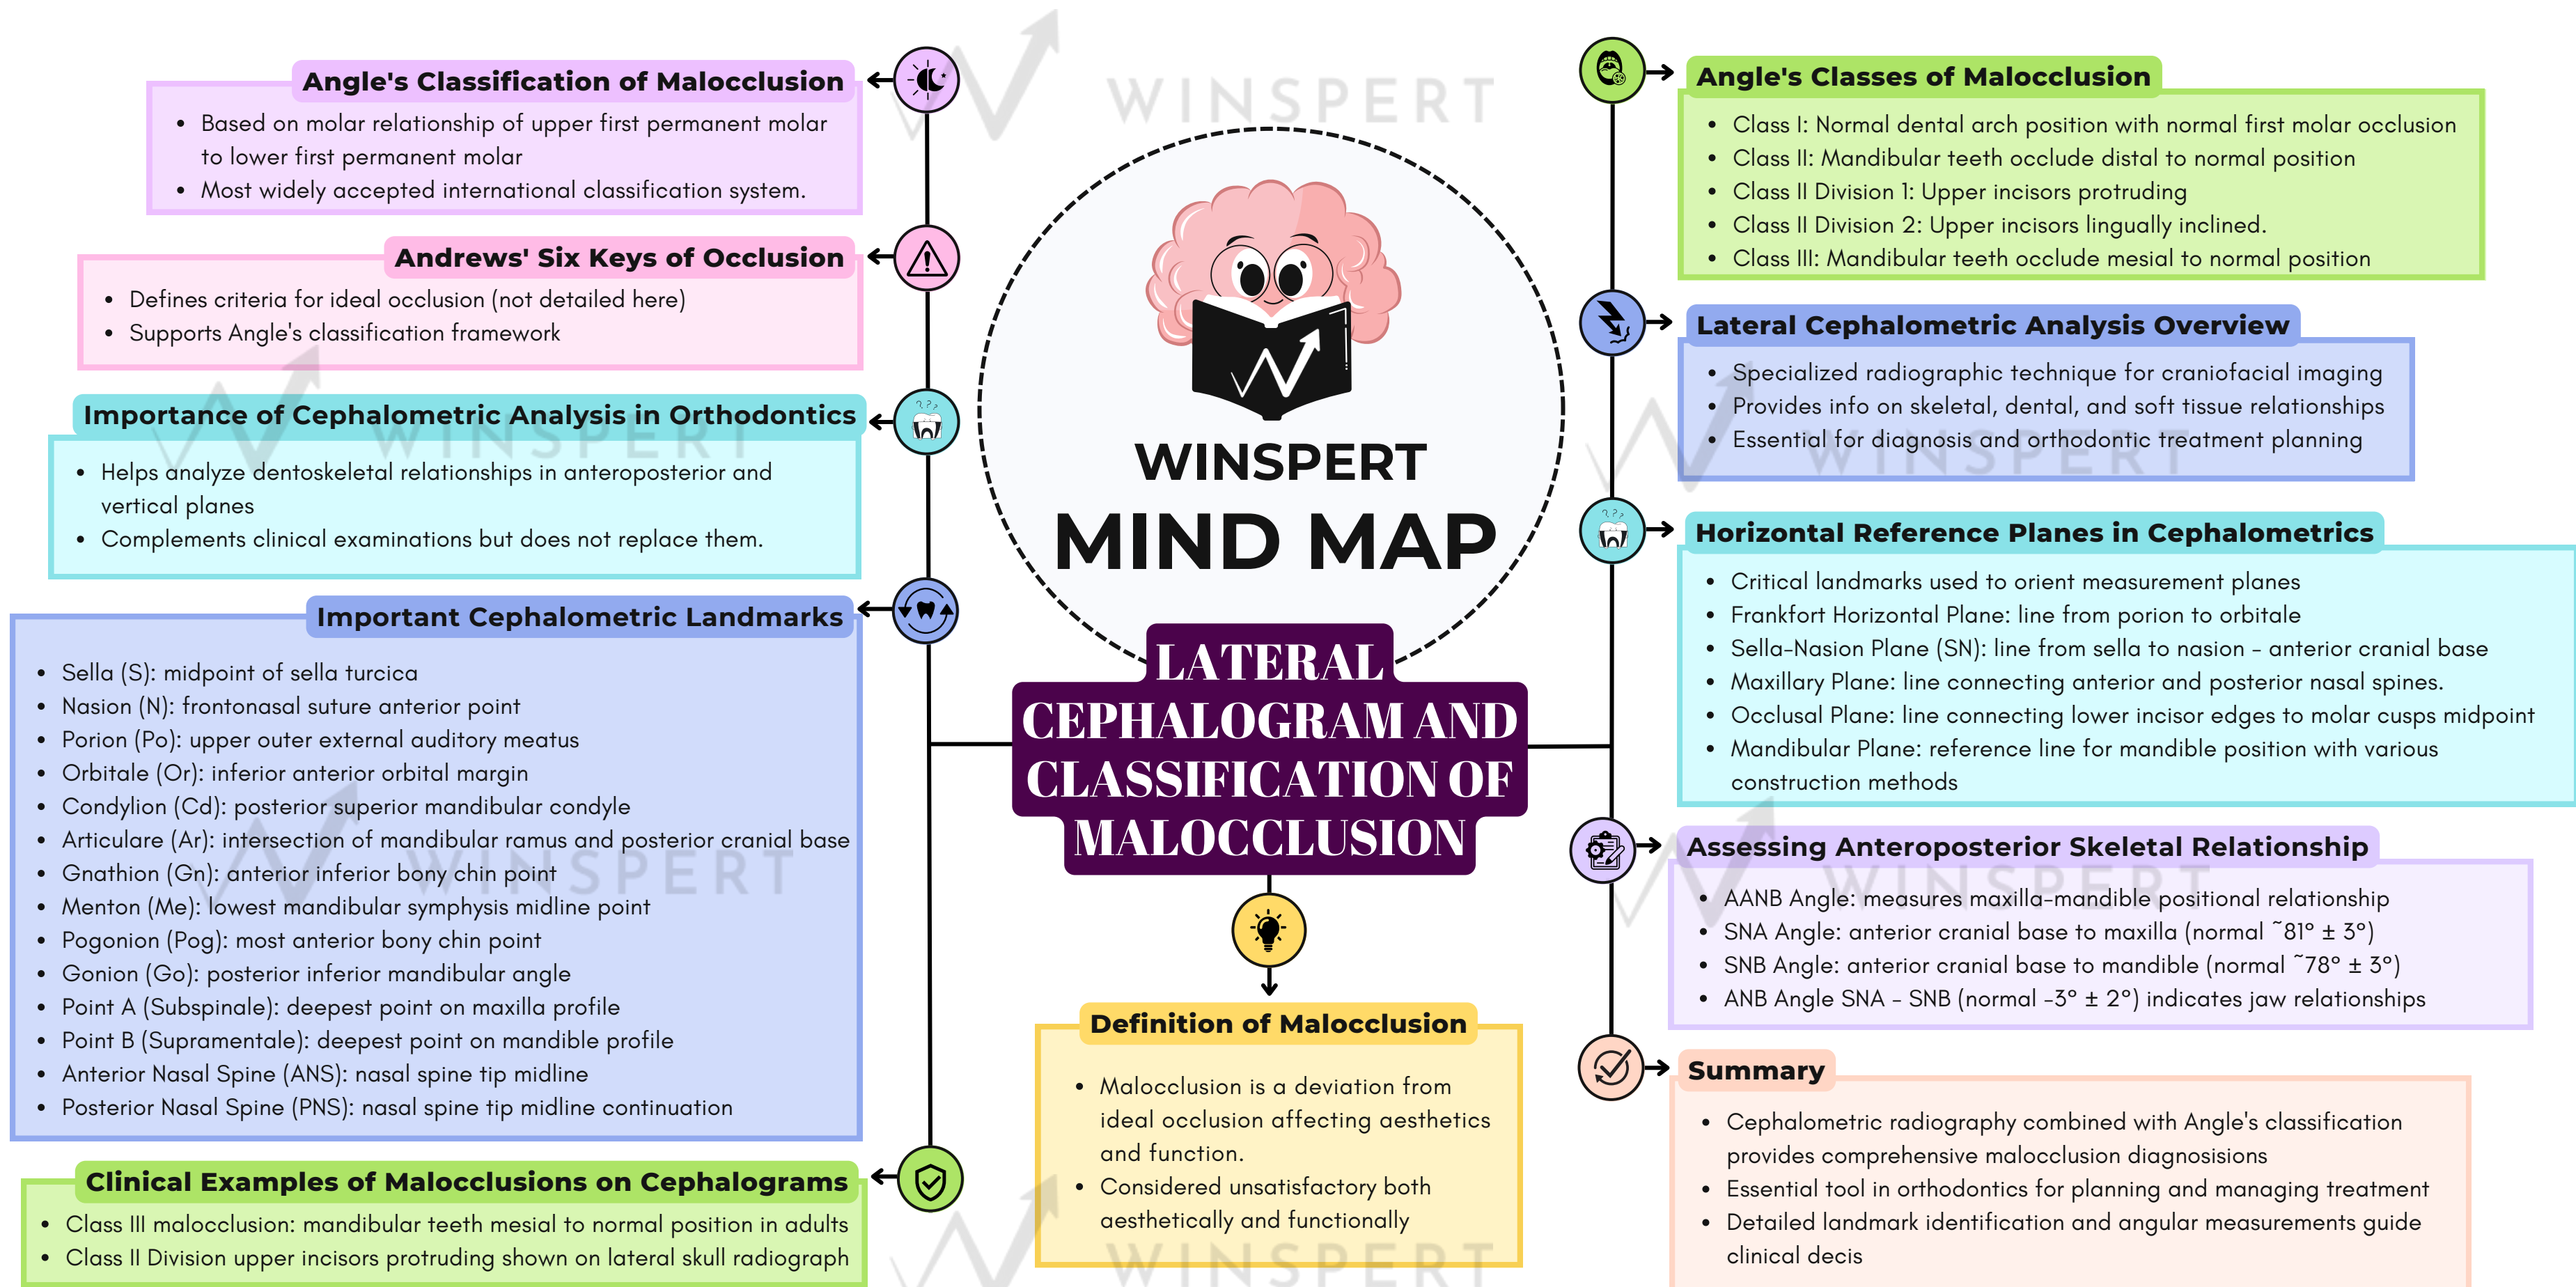 Angle's Classification of Malocclusion
• Based on molar relationship of upper first permanent molar
to lower first permanent molar
• Most widely accepted international classification system.
Andrews' Six Keys of Occlusion
• Defines criteria for ideal occlusion (not detailed here)
• Supports Angle's classification framework
Importance of Cephalometric Analysis in Orthodontics
• Helps analyze dentoskeletal relationships in anteroposterior and
vertical planes
• Complements clinical examinations but does not replace them.
Important Cephalometric Landmarks
• Sella (S): midpoint of sella turcica
• Nasion (N): frontonasal suture anterior point
• Porion (Po): upper outer external auditory meatus
• Orbitale (Or): inferior anterior orbital margin
• Condylion (Cd): posterior superior mandibular condyle
• Articulare (Ar): intersection of mandibular ramus and posterior cranial base
• Gnathion (Gn): anterior inferior bony chin point
• Menton (Me): lowest mandibular symphysis midline point
• Pogonion (Pog): most anterior bony chin point
• Gonion (Go): posterior inferior mandibular angle
• Point A (Subspinale): deepest point on maxilla profile
• Point B (Supramentale): deepest point on mandible profile
• Anterior Nasal Spine (ANS): nasal spine tip midline
• Posterior Nasal Spine (PNS): nasal spine tip midline continuation
Clinical Examples of Malocclusions on Cephalograms
• Class III malocclusion: mandibular teeth mesial to normal position in adults
• Class II Division upper incisors protruding shown on lateral skull radiograph
WINSPERT
WINSPERT
MIND MAP
LATERAL
CEPHALOGRAM AND
CLASSIFICATION OF
MALOCCLUSION
Definition of Malocclusion
• Malocclusion is a deviation from
ideal occlusion affecting aesthetics
and function.
• Considered unsatisfactory both
aesthetically and functionally
WINSPERT
Angle's Classes of Malocclusion
• Class I: Normal dental arch position with normal first molar occlusion
• Class II: Mandibular teeth occlude distal to normal position
• Class II Division 1: Upper incisors protruding
• Class II Division 2: Upper incisors lingually inclined.
• Class III: Mandibular teeth occlude mesial to normal position
Lateral Cephalometric Analysis Overview
• Specialized radiographic technique for craniofacial imaging
• Provides info on skeletal, dental, and soft tissue relationships
• Essential for diagnosis and orthodontic treatment planning
Horizontal Reference Planes in Cephalometrics
• Critical landmarks used to orient measurement planes
• Frankfort Horizontal Plane: line from porion to orbitale
• Sella-Nasion Plane (SN): line from sella to nasion - anterior cranial base
• Maxillary Plane: line connecting anterior and posterior nasal spines.
• Occlusal Plane: line connecting lower incisor edges to molar cusps midpoint
• Mandibular Plane: reference line for mandible position with various
construction methods
Assessing Anteroposterior Skeletal Relationship
• AANB Angle: measures maxilla-mandible positional relationship
• SNA Angle: anterior cranial base to maxilla (normal ~81° ± 3°)
• SNB Angle: anterior cranial base to mandible (normal ~78° ± 3°)
• ANB Angle SNA - SNB (normal -3° ± 2°) indicates jaw relationships
Summary
• Cephalometric radiography combined with Angle's classification
provides comprehensive malocclusion diagnosisions
• Essential tool in orthodontics for planning and managing treatment
• Detailed landmark identification and angular measurements guide
clinical decis
WINSPERT
WINSPERT
WINSPERT
WINSPERT